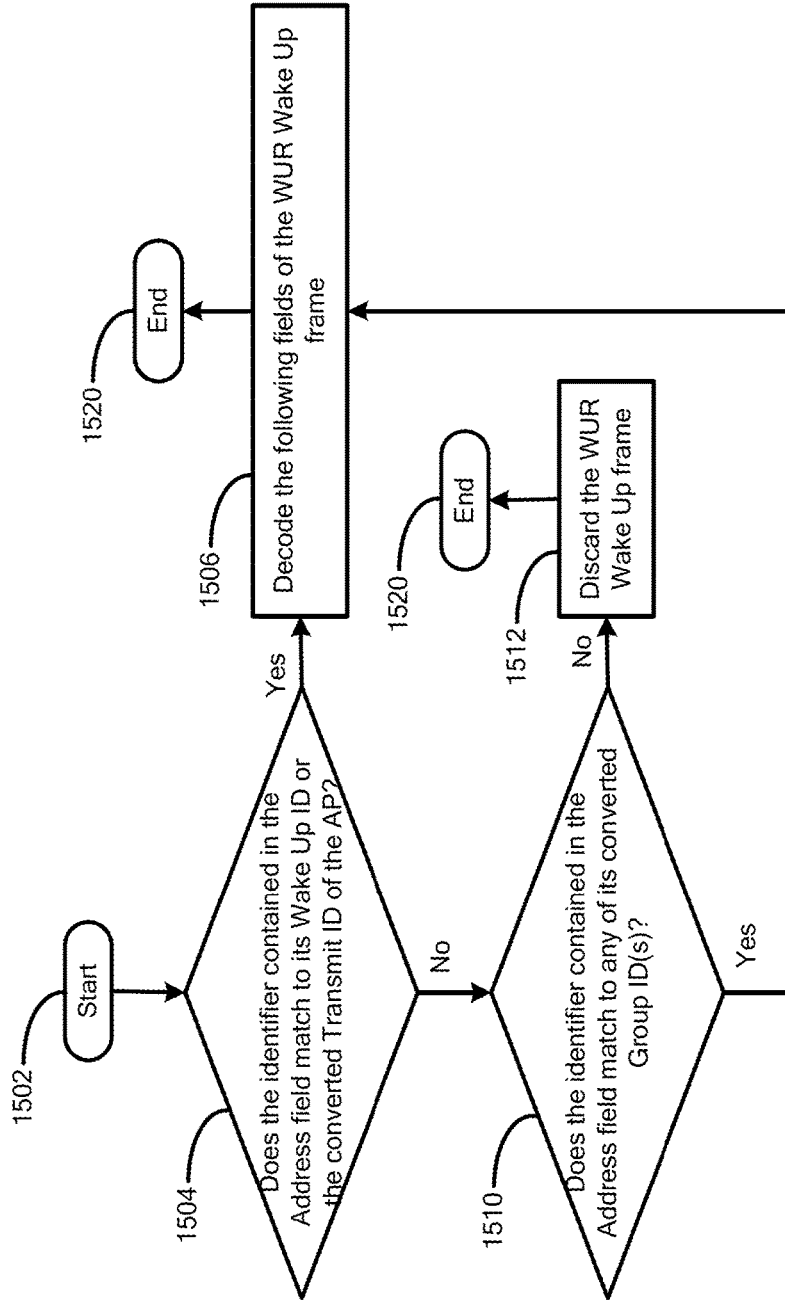 1502
Start
1504
Does the identifier contained in the
Address field match to its Wake Up ID or
the converted Transmit ID of the AP?
Yes
No
1506
Decode the following fields of the WUR Wake Up
frame
1520
End
1510
Does the identifier contained in the
Address field match to any of its converted
Group ID(s)?
No
Yes
1512
Discard the WUR
Wake Up frame
1520
End